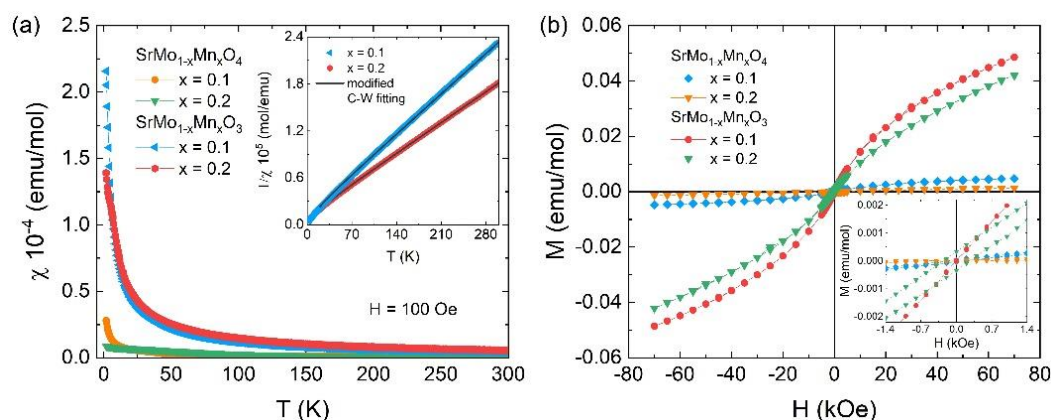 (a)
χ 10⁻⁴ (emu/mol)
2.5
2.0
1.5
1.0
0.5
0.0
0 50 100 150 200 250 300
T (K)
SrMo₁₋ₓMnₓO₄
x = 0.1
x = 0.2
SrMo₁₋ₓMnₓO₃
x = 0.1
x = 0.2
H = 100 Oe
1/χ 10⁵ (mol/emu)
2.4
1.8
1.2
0.6
0.0
70 140 210 280
T (K)
x = 0.1
x = 0.2
modified
C-W fitting
(b)
M (emu/mol)
0.06
0.04
0.02
0.00
-0.02
-0.04
-0.06
-80 -60 -40 -20 0 20 40 60 80
H (kOe)
SrMo₁₋ₓMnₓO₄
x = 0.1
x = 0.2
SrMo₁₋ₓMnₓO₃
x = 0.1
x = 0.2
M (emu/mol)
0.002
0.001
0.000
-0.001
-0.002
-1.4 -0.7 0.0 0.7 1.4
H (kOe)